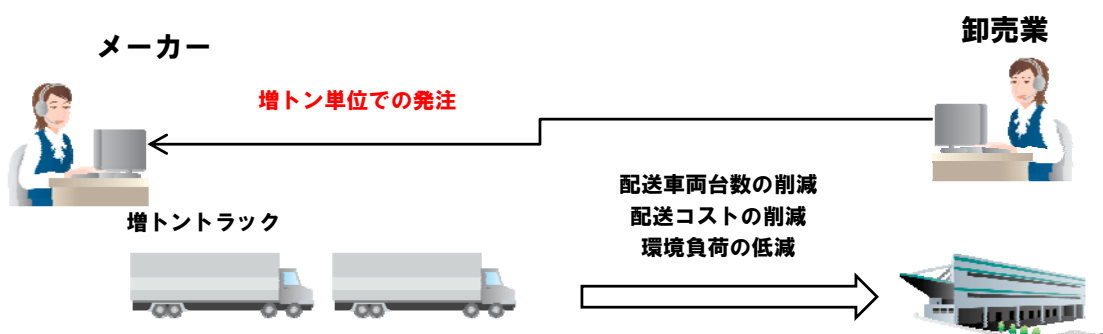 メーカー
卸売業
増トン単位での発注
配送車両台数の削減
配送コストの削減
環境負荷の低減
増トントラック